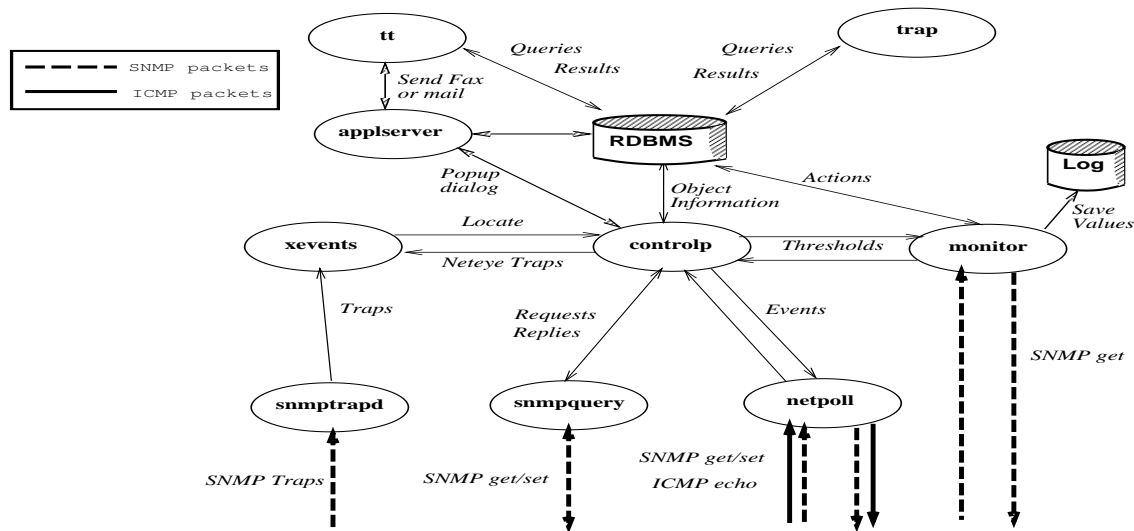 tt
trap
Queries
Results
Queries
Results
SNMP packets
ICMP packets
Send Fax
or mail
applserver
RDBMS
Log
Popup
dialog
Object
Information
Actions
Save
Values
Locate
xevents
controlp
Thresholds
monitor
Neteye Traps
Traps
Requests
Replies
Events
SNMP get
snmptrapd
snmpquery
netpoll
SNMP Traps
SNMP get/set
SNMP get/set
ICMP echo